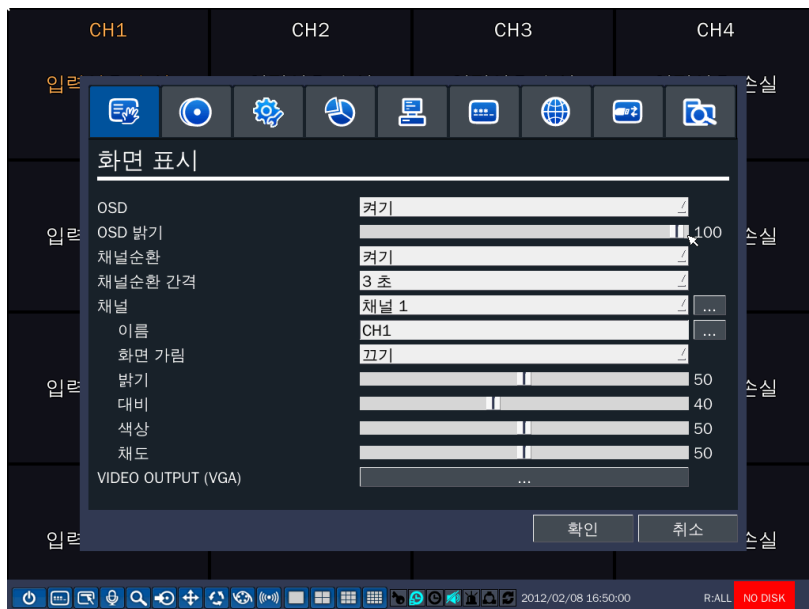 CH1 CH2 CH3 CH4
입력 손실
화면 표시
OSD 켜기
OSD 밝기 100
채널순환 켜기
입력 손실
채널순환 간격 3 초
채널 채널 1 ...
이름 CH1 ...
화면 가림 끄기
밝기 50
입력 손실
대비 40
색상 50
채도 50
VIDEO OUTPUT (VGA) ...
확인 취소
입력 손실
2012/02/08 16:50:00 R:ALL NO DISK